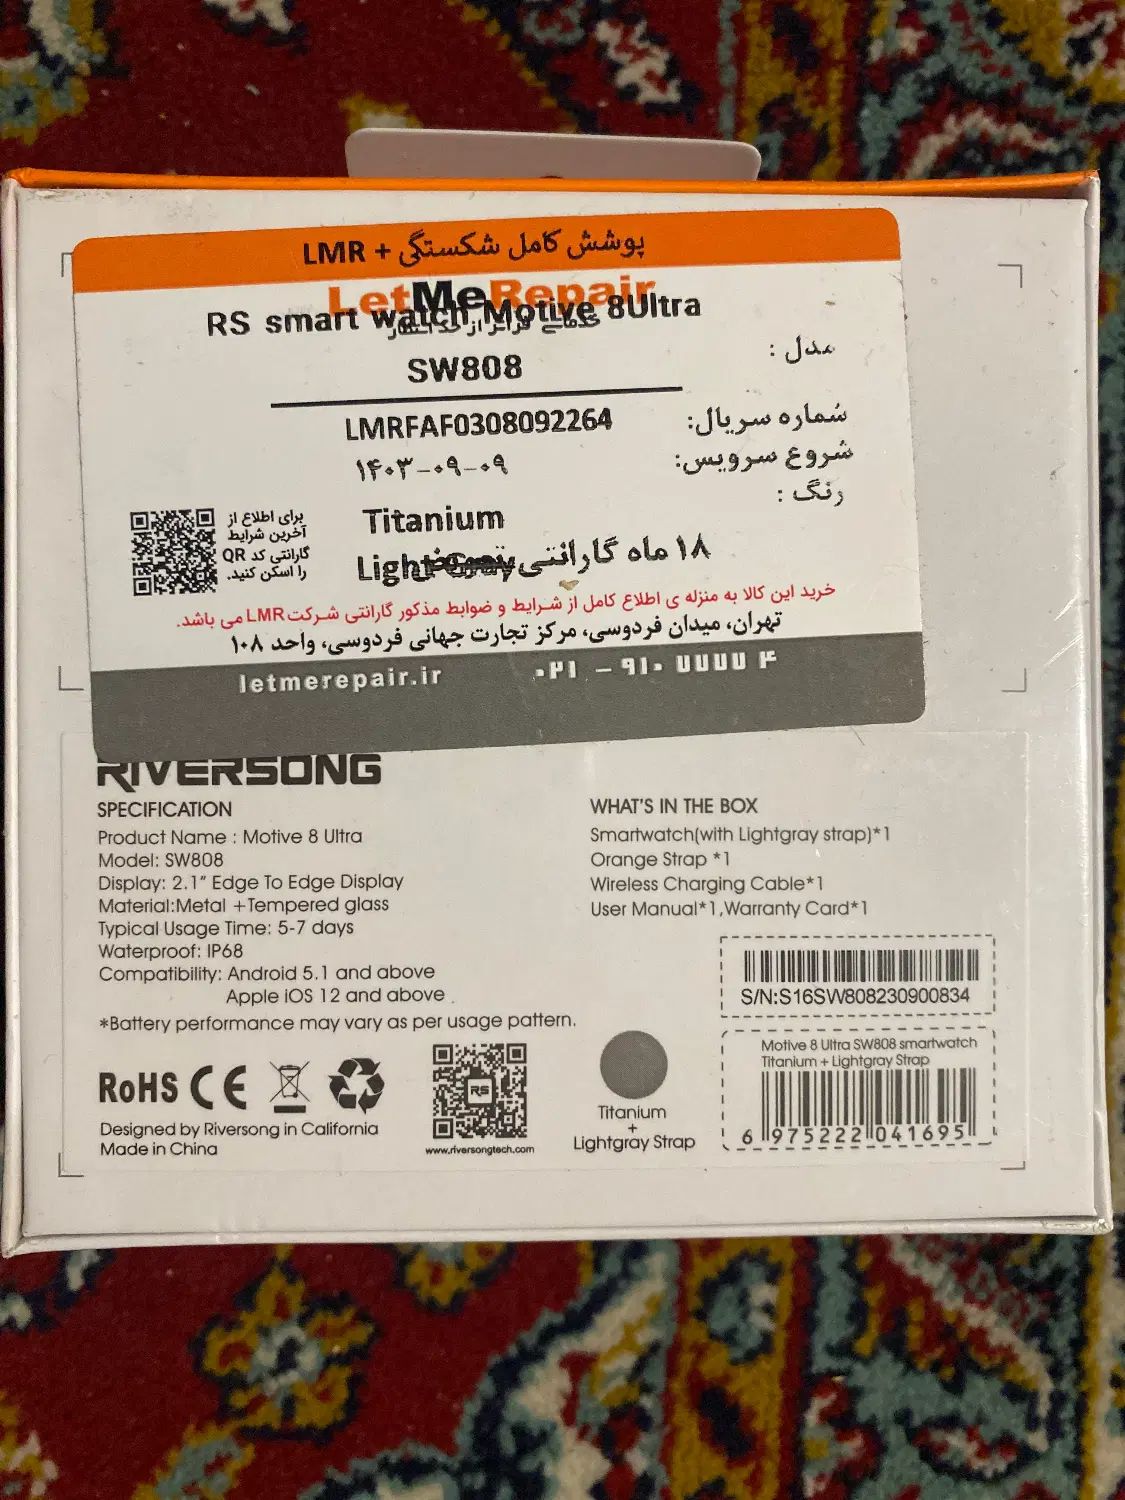 پوشش کامل شکستگی + LMR
LetMeRepair
RS smart watch Motive 8Ultra
خدماتی فراتر از حد انتظار
مدل :
SW808
شماره سریال:
LMRFAF0308092264
شروع سرویس:
۱۴۰۳-۰۹-۰۹
رنگ :
Titanium
Light Gray
۱۸ ماه گارانتی
برای اطلاع از
آخرین شرایط
گارانتی کد QR
را اسکن کنید.
خرید این کالا به منزله ی اطلاع کامل از شرایط و ضوابط مذکور گارانتی شرکت LMR می باشد.
تهران، میدان فردوسی، مرکز تجارت جهانی فردوسی، واحد ۱۰۸
letmerepair.ir
۰۲۱ – ۹۱۰ ۷۷۷۷ ۴
RIVERSONG
SPECIFICATION
Product Name : Motive 8 Ultra
Model: SW808
Display: 2.1” Edge To Edge Display
Material:Metal +Tempered glass
Typical Usage Time: 5-7 days
Waterproof: IP68
Compatibility: Android 5.1 and above
Apple iOS 12 and above
*Battery performance may vary as per usage pattern.
RoHS CE
Designed by Riversong in California
Made in China
RS
www.riversongtech.com
WHAT'S IN THE BOX
Smartwatch(with Lightgray strap)*1
Orange Strap *1
Wireless Charging Cable*1
User Manual*1,Warranty Card*1
S/N:S16SW808230900834
Titanium
+
Lightgray Strap
Motive 8 Ultra SW808 smartwatch
Titanium + Lightgray Strap
6 975222 041695